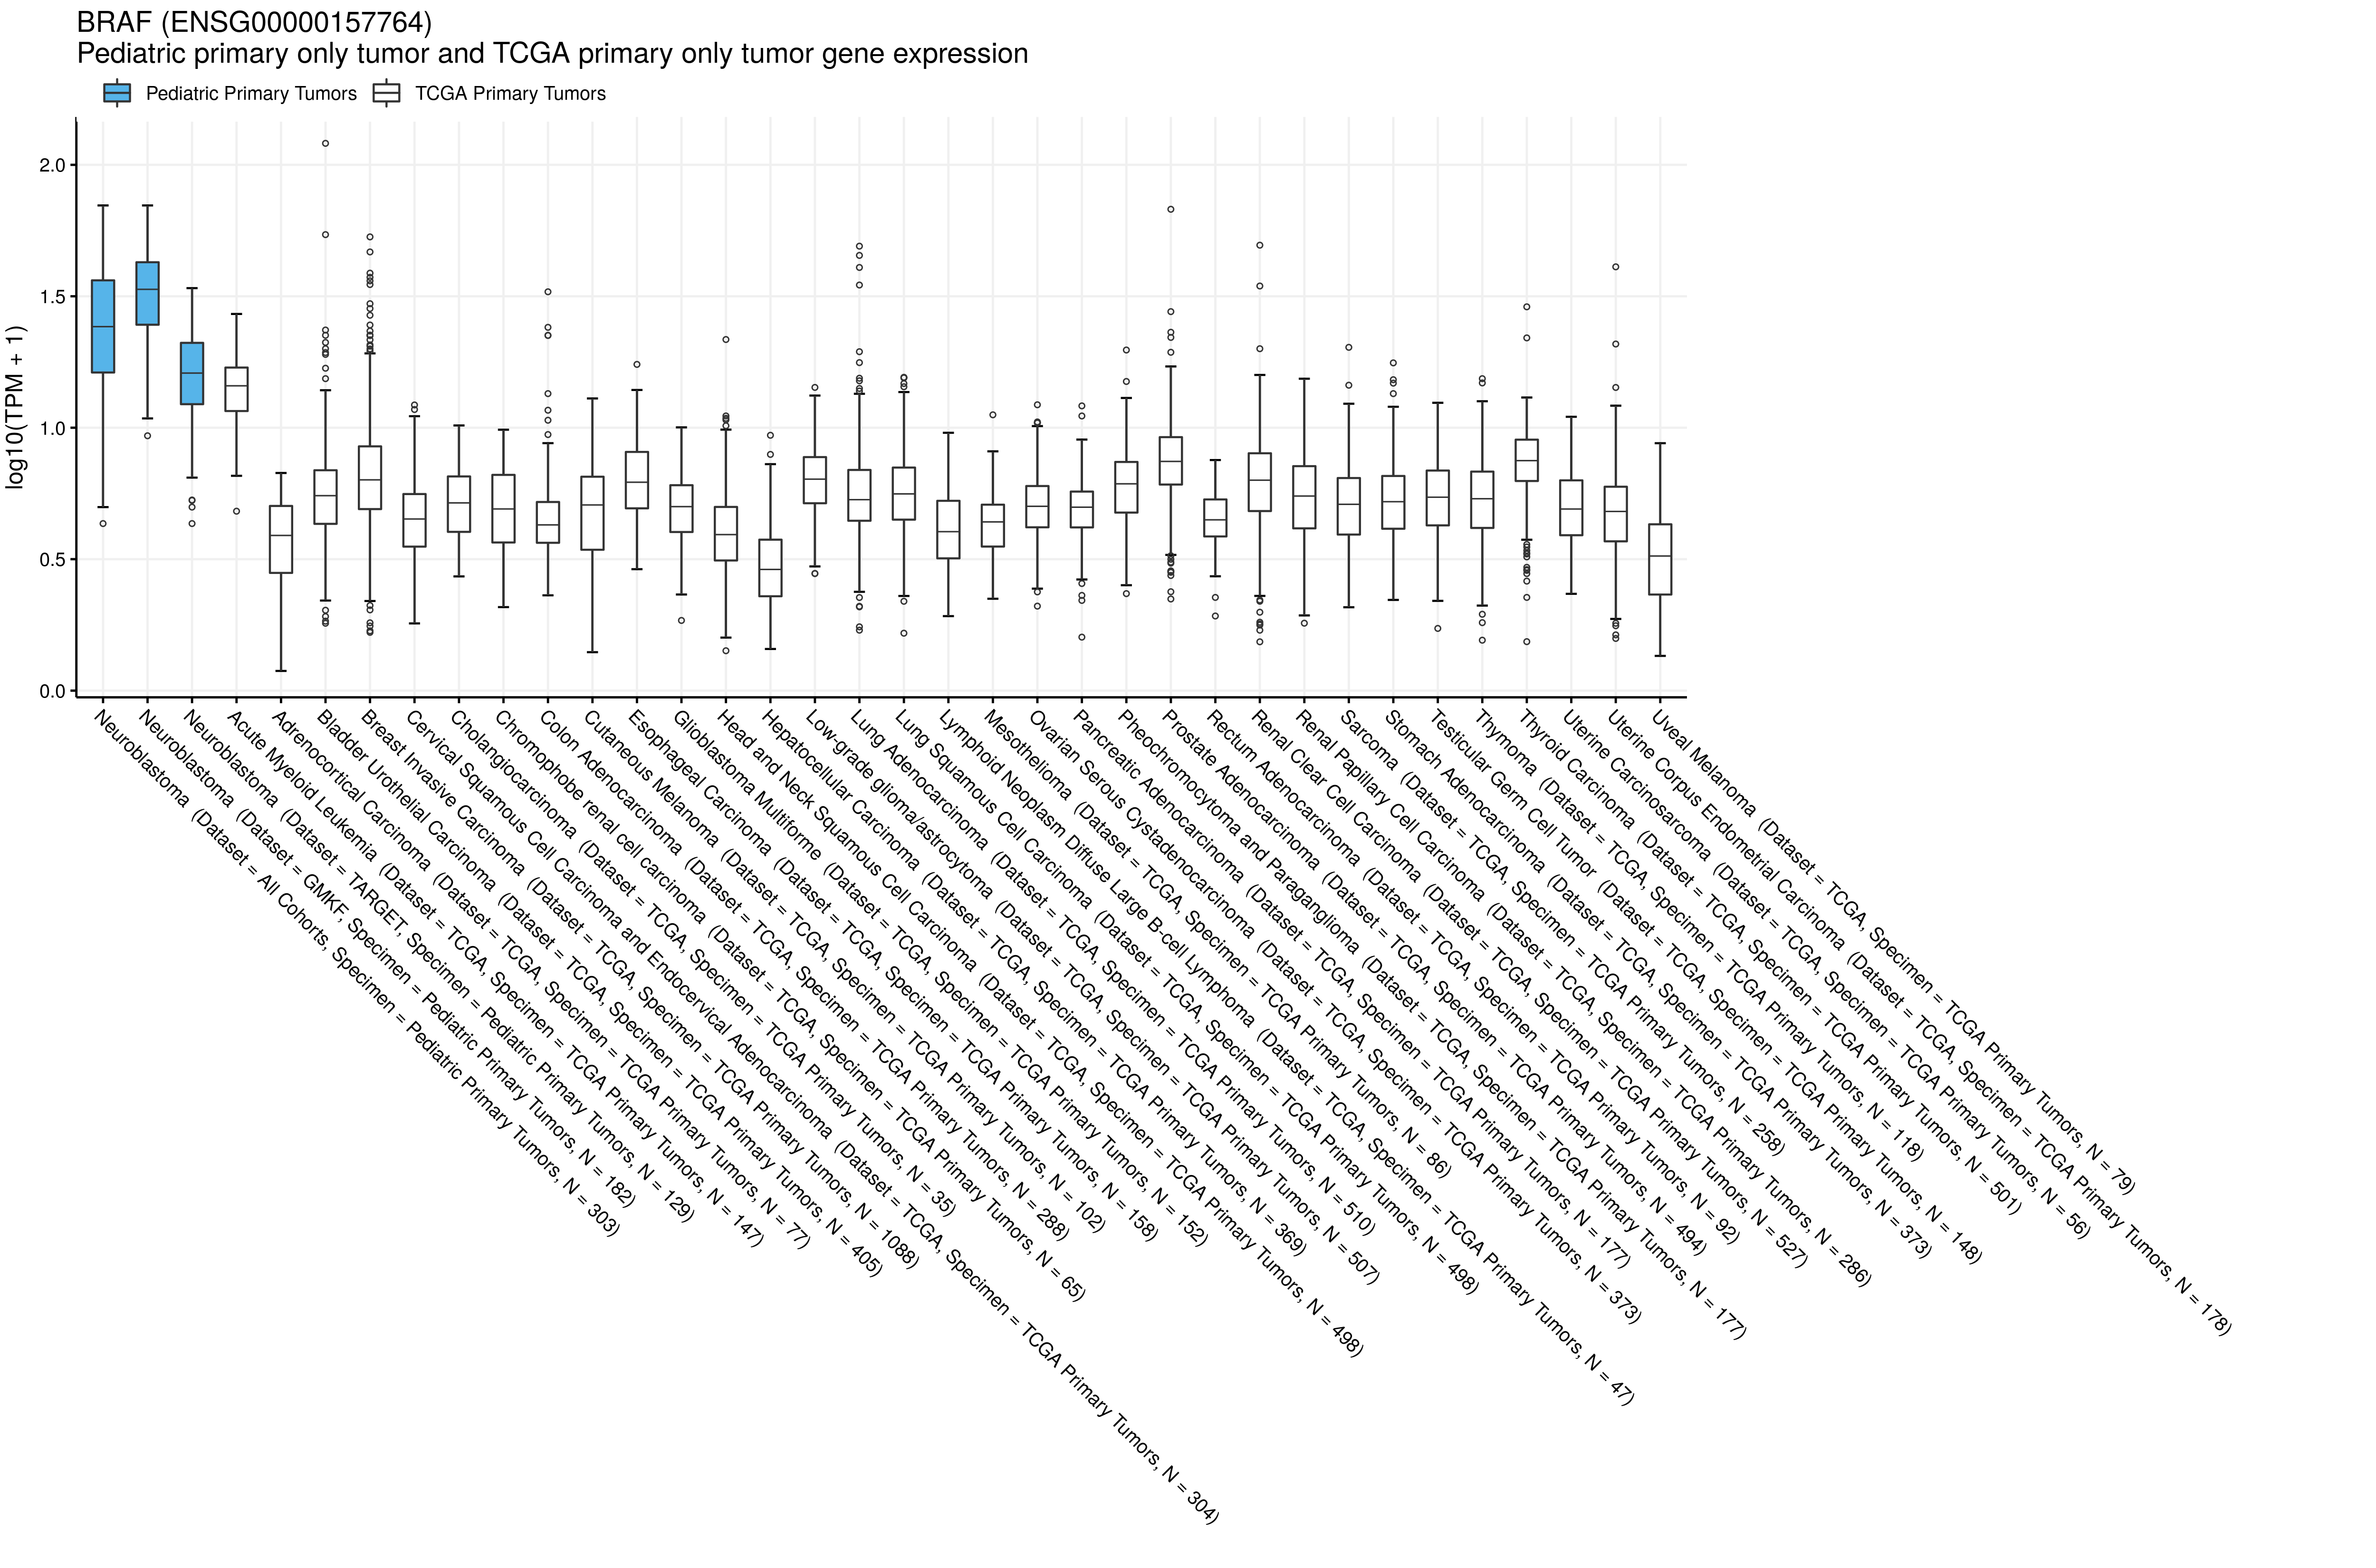 BRAF (ENSG00000157764)
Pediatric primary only tumor and TCGA primary only tumor gene expression
Pediatric Primary Tumors
TCGA Primary Tumors
log10(TPM + 1)
2.0
1.5
1.0
0.5
0.0
Neuroblastoma (Dataset = All Cohorts, Specimen = Pediatric Primary Tumors, N = 303)
Neuroblastoma (Dataset = GMKF, Specimen = Pediatric Primary Tumors, N = 182)
Neuroblastoma (Dataset = TARGET, Specimen = Pediatric Primary Tumors, N = 129)
Acute Myeloid Leukemia (Dataset = TCGA, Specimen = TCGA Primary Tumors, N = 147)
Adrenocortical Carcinoma (Dataset = TCGA, Specimen = TCGA Primary Tumors, N = 77)
Bladder Urothelial Carcinoma (Dataset = TCGA, Specimen = TCGA Primary Tumors, N = 405)
Breast Invasive Carcinoma (Dataset = TCGA, Specimen = TCGA Primary Tumors, N = 1088)
Cervical Squamous Cell Carcinoma and Endocervical Adenocarcinoma (Dataset = TCGA, Specimen = TCGA Primary Tumors, N = 304)
Cholangiocarcinoma (Dataset = TCGA, Specimen = TCGA Primary Tumors, N = 35)
Chromophobe renal cell carcinoma (Dataset = TCGA, Specimen = TCGA Primary Tumors, N = 65)
Colon Adenocarcinoma (Dataset = TCGA, Specimen = TCGA Primary Tumors, N = 288)
Cutaneous Melanoma (Dataset = TCGA, Specimen = TCGA Primary Tumors, N = 102)
Esophageal Carcinoma (Dataset = TCGA, Specimen = TCGA Primary Tumors, N = 158)
Glioblastoma Multiforme (Dataset = TCGA, Specimen = TCGA Primary Tumors, N = 152)
Head and Neck Squamous Cell Carcinoma (Dataset = TCGA, Specimen = TCGA Primary Tumors, N = 498)
Hepatocellular Carcinoma (Dataset = TCGA, Specimen = TCGA Primary Tumors, N = 369)
Low-grade glioma/astrocytoma (Dataset = TCGA, Specimen = TCGA Primary Tumors, N = 507)
Lung Adenocarcinoma (Dataset = TCGA, Specimen = TCGA Primary Tumors, N = 510)
Lung Squamous Cell Carcinoma (Dataset = TCGA, Specimen = TCGA Primary Tumors, N = 498)
Lymphoid Neoplasm Diffuse Large B-cell Lymphoma (Dataset = TCGA, Specimen = TCGA Primary Tumors, N = 47)
Mesothelioma (Dataset = TCGA, Specimen = TCGA Primary Tumors, N = 86)
Ovarian Serous Cystadenocarcinoma (Dataset = TCGA, Specimen = TCGA Primary Tumors, N = 373)
Pancreatic Adenocarcinoma (Dataset = TCGA, Specimen = TCGA Primary Tumors, N = 177)
Pheochromocytoma and Paraganglioma (Dataset = TCGA, Specimen = TCGA Primary Tumors, N = 177)
Prostate Adenocarcinoma (Dataset = TCGA, Specimen = TCGA Primary Tumors, N = 494)
Rectum Adenocarcinoma (Dataset = TCGA, Specimen = TCGA Primary Tumors, N = 92)
Renal Clear Cell Carcinoma (Dataset = TCGA, Specimen = TCGA Primary Tumors, N = 527)
Renal Papillary Cell Carcinoma (Dataset = TCGA, Specimen = TCGA Primary Tumors, N = 286)
Sarcoma (Dataset = TCGA, Specimen = TCGA Primary Tumors, N = 258)
Stomach Adenocarcinoma (Dataset = TCGA, Specimen = TCGA Primary Tumors, N = 373)
Testicular Germ Cell Tumor (Dataset = TCGA, Specimen = TCGA Primary Tumors, N = 148)
Thymoma (Dataset = TCGA, Specimen = TCGA Primary Tumors, N = 118)
Thyroid Carcinoma (Dataset = TCGA, Specimen = TCGA Primary Tumors, N = 501)
Uterine Carcinosarcoma (Dataset = TCGA, Specimen = TCGA Primary Tumors, N = 56)
Uterine Corpus Endometrial Carcinoma (Dataset = TCGA, Specimen = TCGA Primary Tumors, N = 178)
Uveal Melanoma (Dataset = TCGA, Specimen = TCGA Primary Tumors, N = 79)